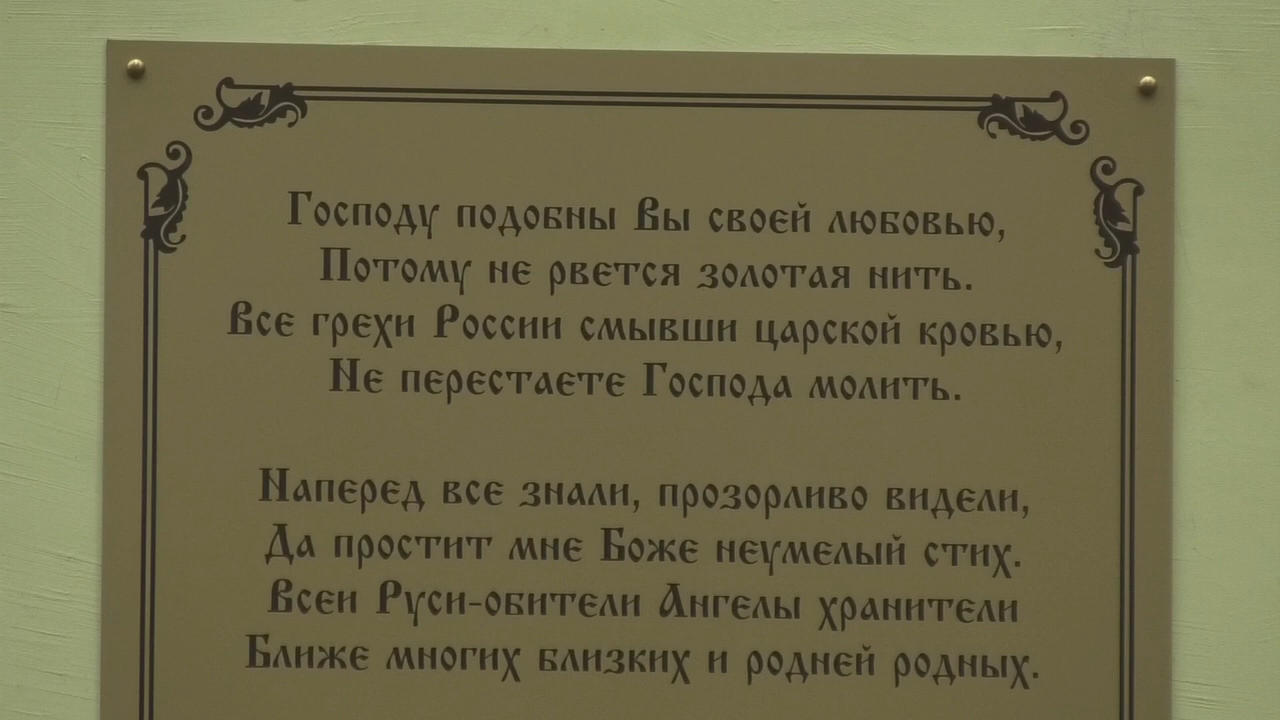 Господу подобны Вы своей любовью,
Потому не рвется золотая нить.
Все грехи России смывши царской кровью,
Не перестаете Господа молить.
Наперед все знали, прозорливо видели,
Да простит мне Боже неумелый стих.
Всеи Руси-обители Ангелы хранители
Ближе многих близких и родней родных.